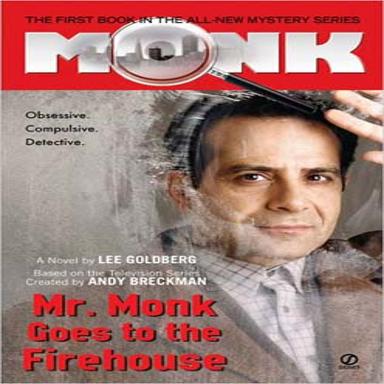 THE FIRST BOOK IN THE ALL-NEW MYSTERY SERIES
MONK
Obsessive.
Compulsive.
Detective.
A Novel by LEE GOLDBERG
Based on the Television Series
Created by ANDY BRECKMAN
Mr. Monk
Goes to the
Firehouse
SIGNET